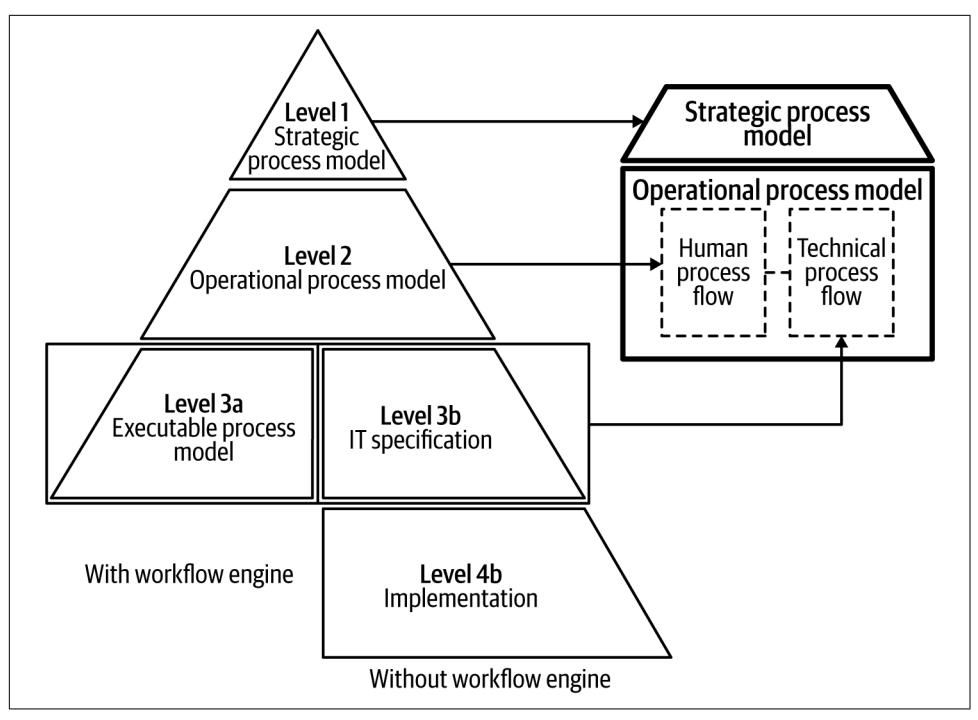 Level 1
Strategic
process model
Strategic process
model
Operational process model
Level 2
Operational process model
Human
process
flow
Technical
process
flow
Level 3a
Executable process
model
Level 3b
IT specification
With workflow engine
Level 4b
Implementation
Without workflow engine